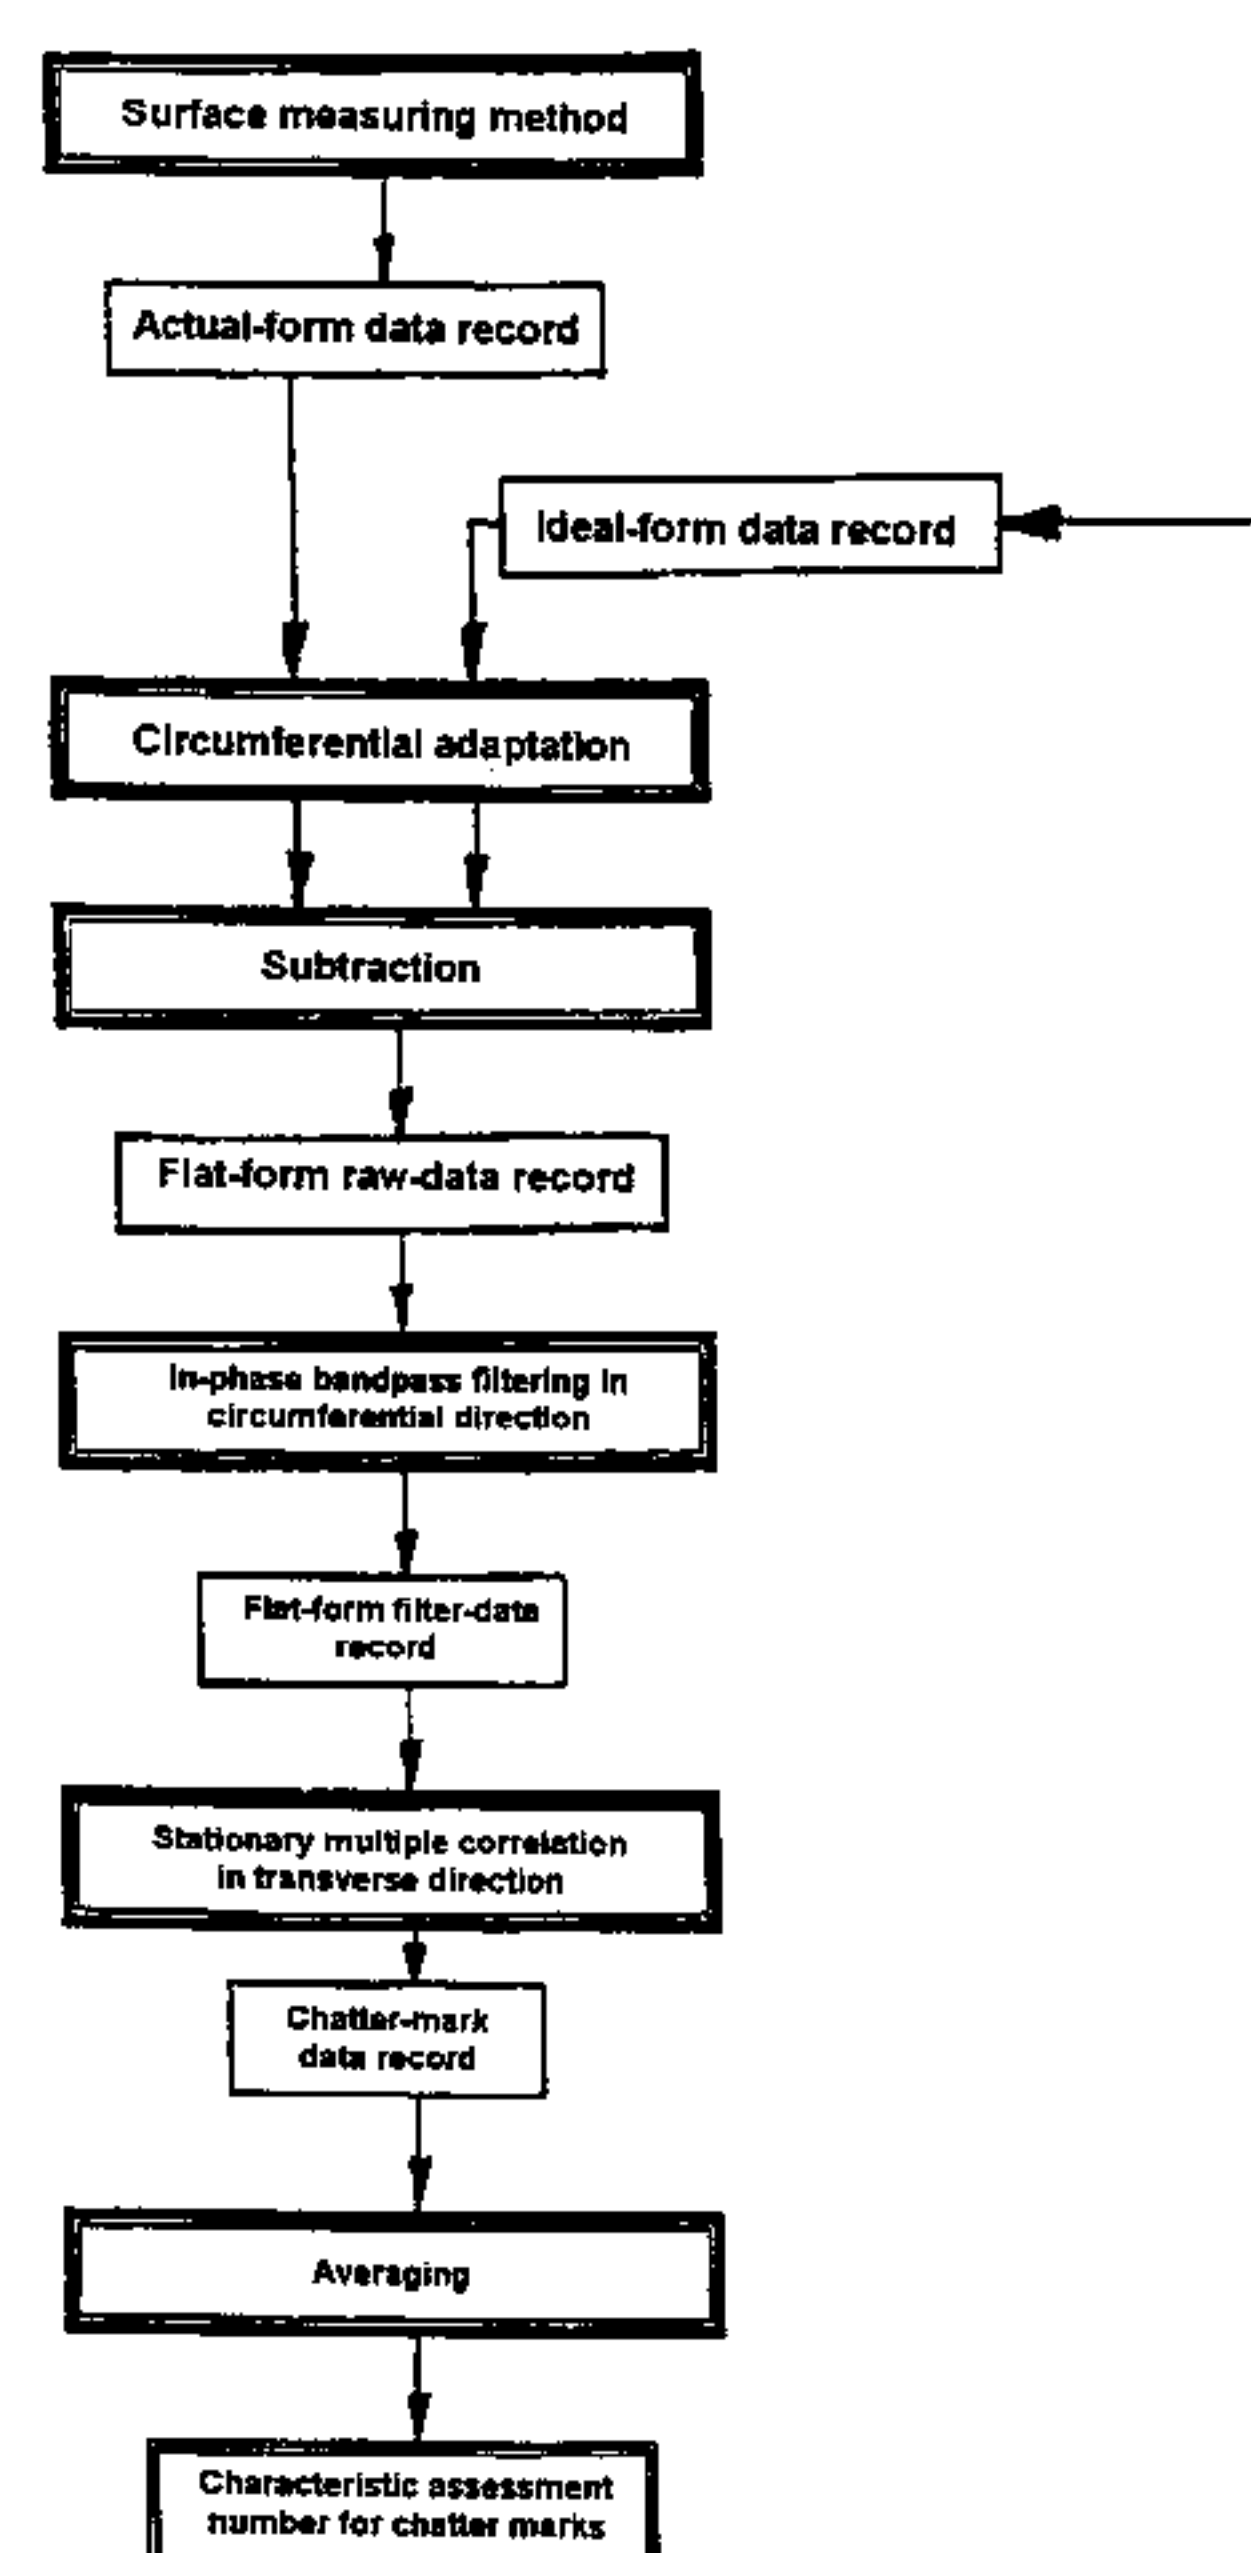 Surface measuring method
Actual-form data record
Ideal-form data record
Circumferential adaptation
Subtraction
Flat-form raw-data record
In-phase bandpass filtering in
circumferential direction
Flat-form filter-data
record
Stationary multiple correlation
in transverse direction
Chatter-mark
data record
Averaging
Characteristic assessment
number for chatter marks